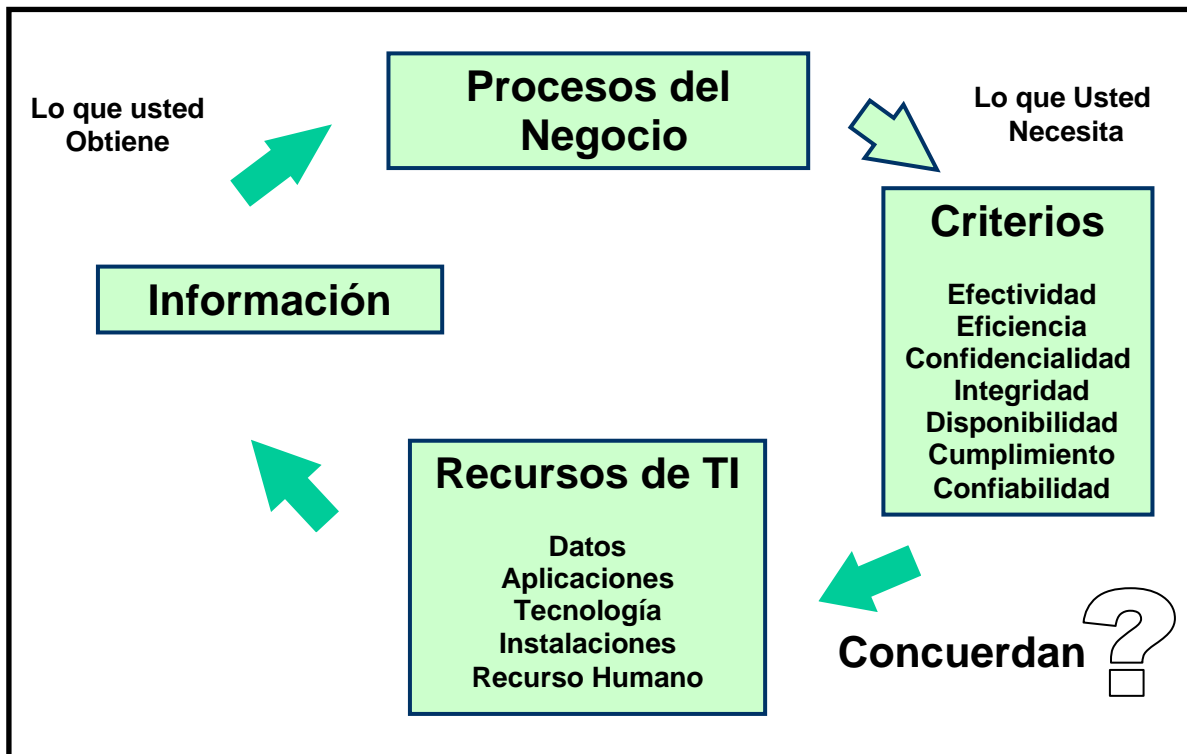 Lo que usted
Obtiene
Procesos del
Negocio
Lo que Usted
Necesita
Criterios
Efectividad
Eficiencia
Confidencialidad
Integridad
Disponibilidad
Cumplimiento
Confiabilidad
Información
Recursos de TI
Datos
Aplicaciones
Tecnología
Instalaciones
Recurso Humano
Concuerdan ?